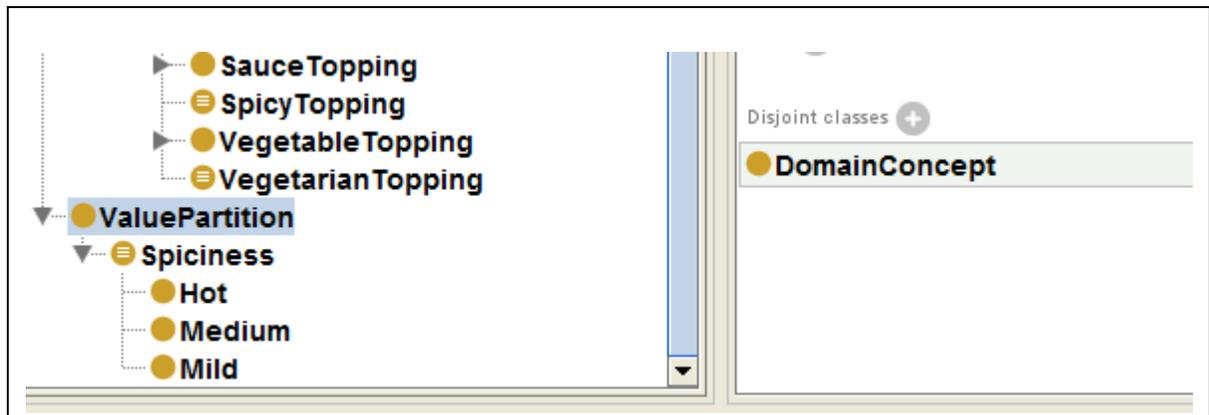 SauceTopping
SpicyTopping
VegetableTopping
VegetarianTopping
ValuePartition
Spiciness
Hot
Medium
Mild
Disjoint classes
DomainConcept